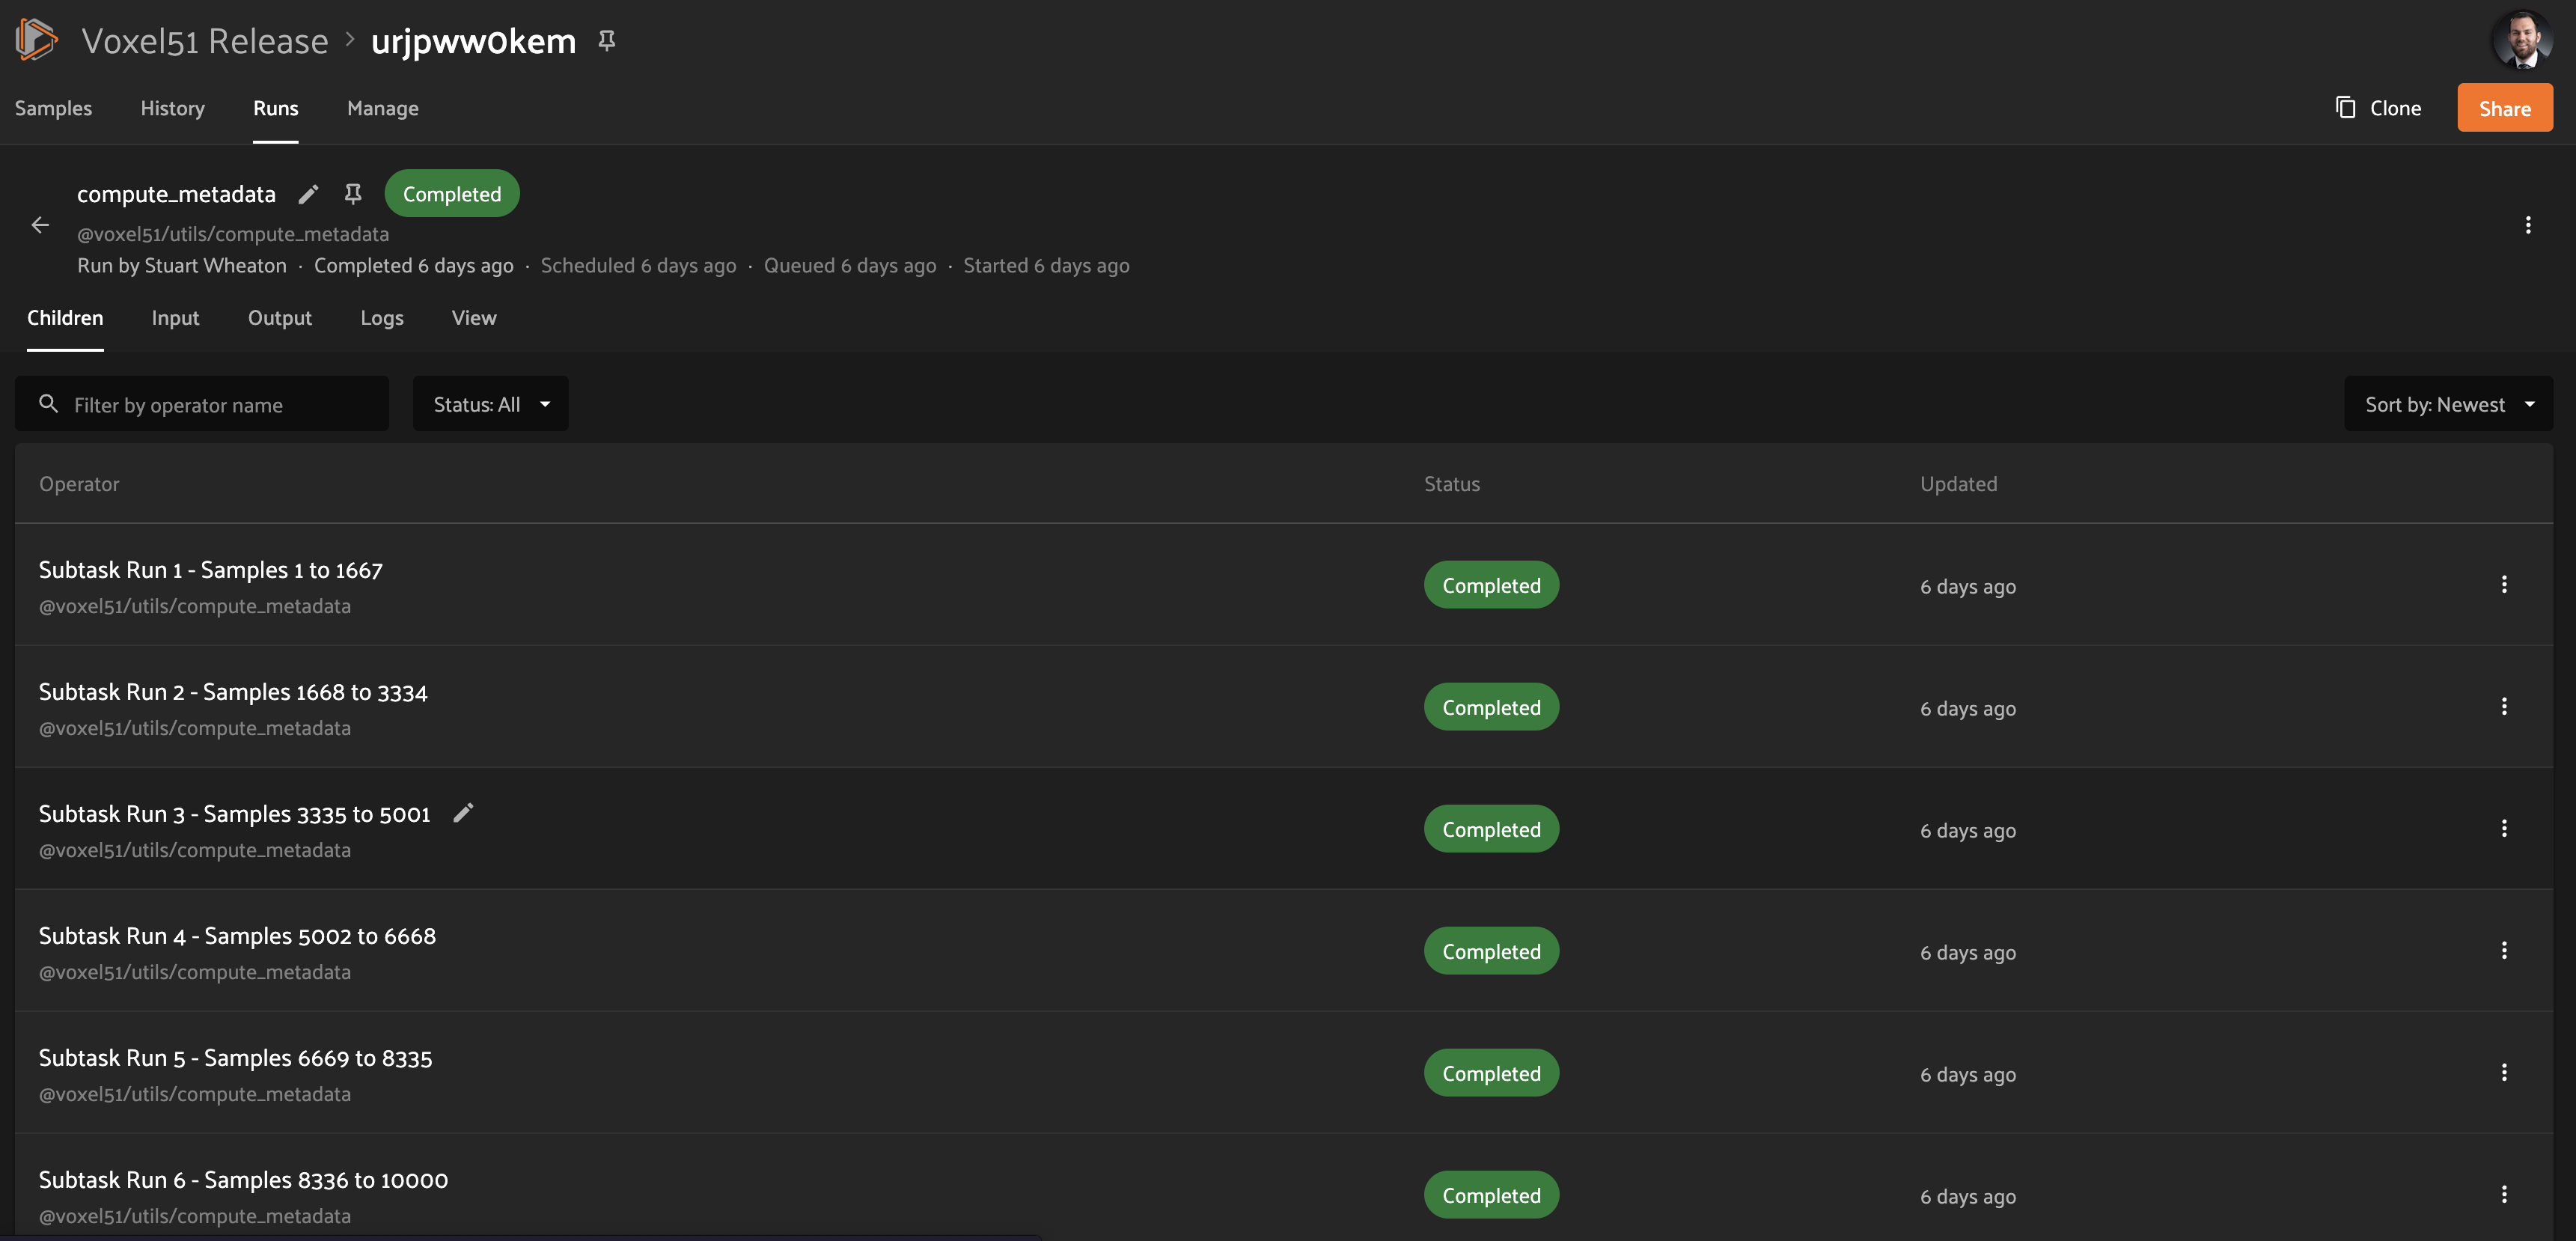 Voxel51 Release > urjpww0kem
Samples History Runs Manage Clone Share
compute_metadata Completed
@voxel51/utils/compute_metadata
Run by Stuart Wheaton · Completed 6 days ago · Scheduled 6 days ago · Queued 6 days ago · Started 6 days ago
Children Input Output Logs View
Filter by operator name Status: All Sort by: Newest
Operator Status Updated
Subtask Run 1 - Samples 1 to 1667
@voxel51/utils/compute_metadata
Completed 6 days ago
Subtask Run 2 - Samples 1668 to 3334
@voxel51/utils/compute_metadata
Completed 6 days ago
Subtask Run 3 - Samples 3335 to 5001
@voxel51/utils/compute_metadata
Completed 6 days ago
Subtask Run 4 - Samples 5002 to 6668
@voxel51/utils/compute_metadata
Completed 6 days ago
Subtask Run 5 - Samples 6669 to 8335
@voxel51/utils/compute_metadata
Completed 6 days ago
Subtask Run 6 - Samples 8336 to 10000
@voxel51/utils/compute_metadata
Completed 6 days ago